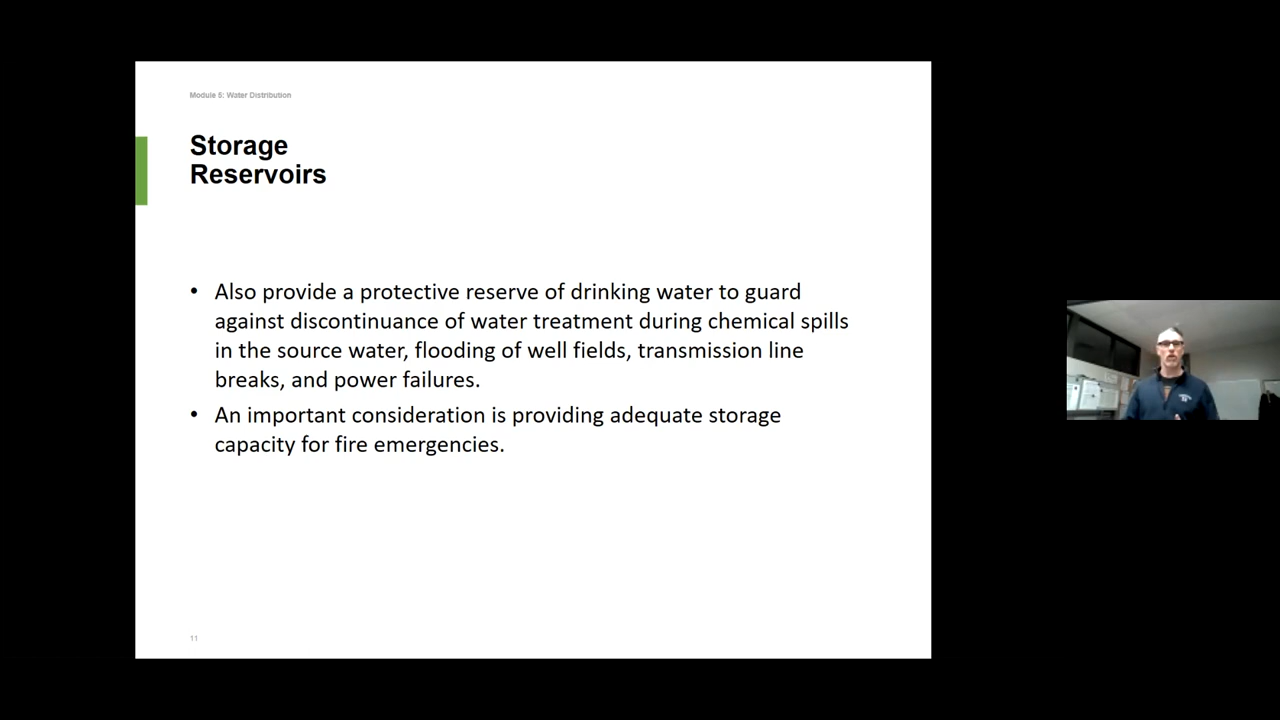 Module 5: Water Distribution
Storage
Reservoirs
• Also provide a protective reserve of drinking water to guard
against discontinuance of water treatment during chemical spills
in the source water, flooding of well fields, transmission line
breaks, and power failures.
• An important consideration is providing adequate storage
capacity for fire emergencies.
11